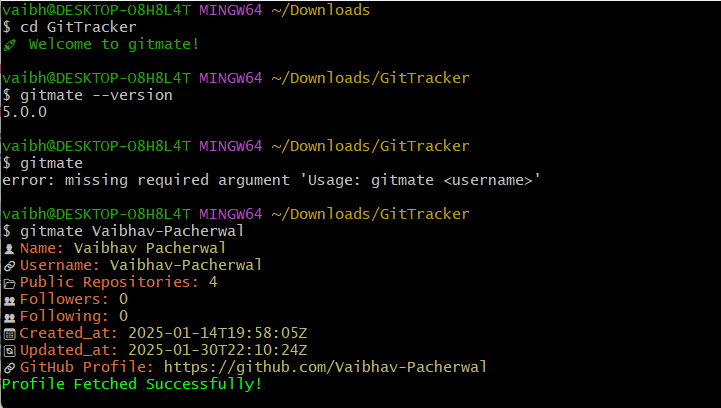 vaibh@DESKTOP-O8H8L4T MINGW64 ~/Downloads
$ cd GitTracker
🚀 Welcome to gitmate!
vaibh@DESKTOP-O8H8L4T MINGW64 ~/Downloads/GitTracker
$ gitmate --version
5.0.0
vaibh@DESKTOP-O8H8L4T MINGW64 ~/Downloads/GitTracker
$ gitmate
error: missing required argument 'Usage: gitmate <username>'
vaibh@DESKTOP-O8H8L4T MINGW64 ~/Downloads/GitTracker
$ gitmate Vaibhav-Pacherwal
👤 Name: Vaibhav Pacherwal
🔗 Username: Vaibhav-Pacherwal
📂 Public Repositories: 4
👥 Followers: 0
👥 Following: 0
📅 Created_at: 2025-01-14T19:58:05Z
🔄 Updated_at: 2025-01-30T22:10:24Z
🔗 GitHub Profile: https://github.com/Vaibhav-Pacherwal
Profile Fetched Successfully!